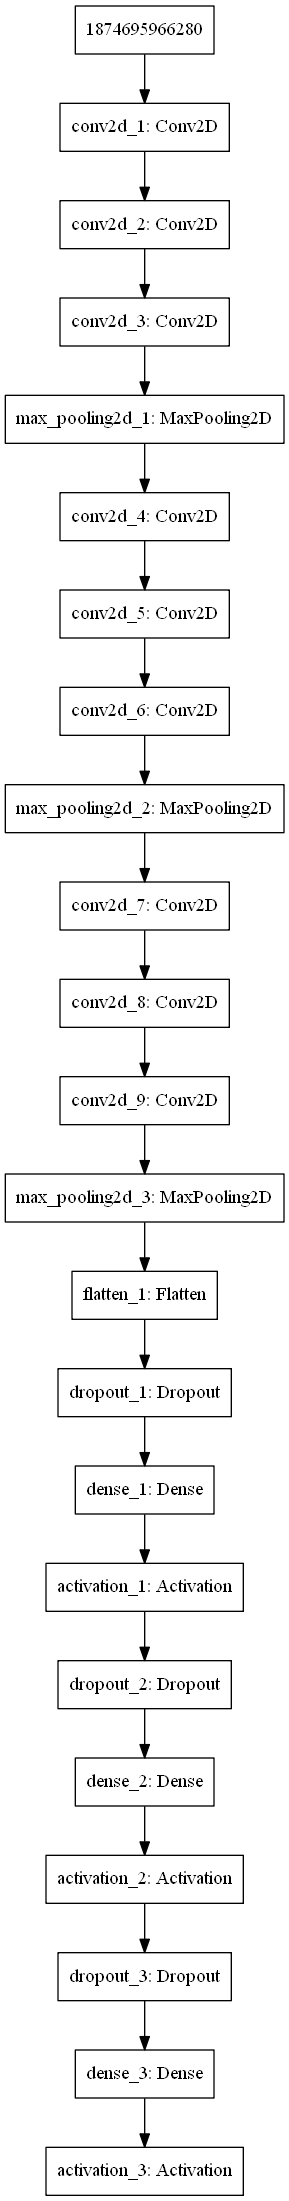 1874695966280
conv2d_1: Conv2D
conv2d_2: Conv2D
conv2d_3: Conv2D
max_pooling2d_1: MaxPooling2D
conv2d_4: Conv2D
conv2d_5: Conv2D
conv2d_6: Conv2D
max_pooling2d_2: MaxPooling2D
conv2d_7: Conv2D
conv2d_8: Conv2D
conv2d_9: Conv2D
max_pooling2d_3: MaxPooling2D
flatten_1: Flatten
dropout_1: Dropout
dense_1: Dense
activation_1: Activation
dropout_2: Dropout
dense_2: Dense
activation_2: Activation
dropout_3: Dropout
dense_3: Dense
activation_3: Activation